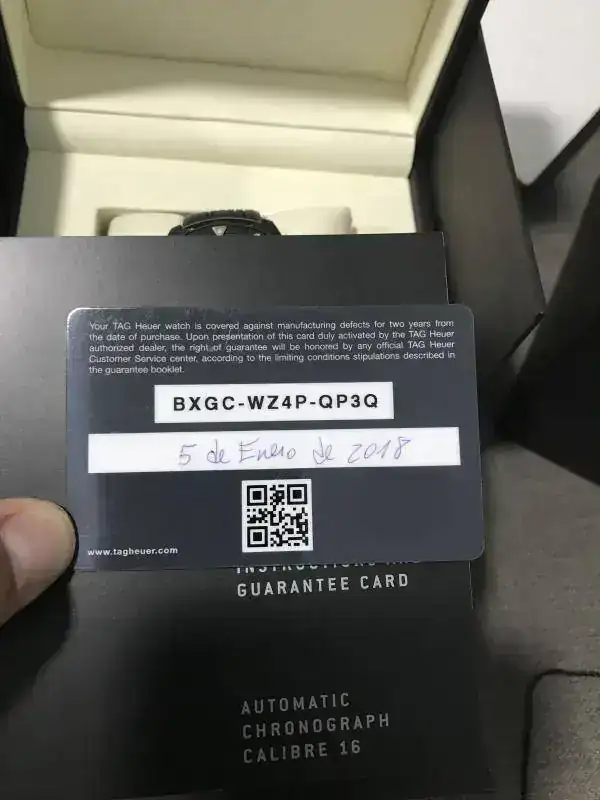 Your TAG Heuer watch is covered against manufacturing defects for two years from
the date of purchase. Upon presentation of this card duly activated by the TAG Heuer
authorized dealer, the right of guarantee will be honored by any official TAG Heuer
Customer Service center, according to the limiting conditions stipulations described in
the guarantee booklet.
BXGC-WZ4P-QP3Q
5 de Enero de 2018
www.tagheuer.com
GUARANTEE CARD
AUTOMATIC
CHRONOGRAPH
CALIBRE 16